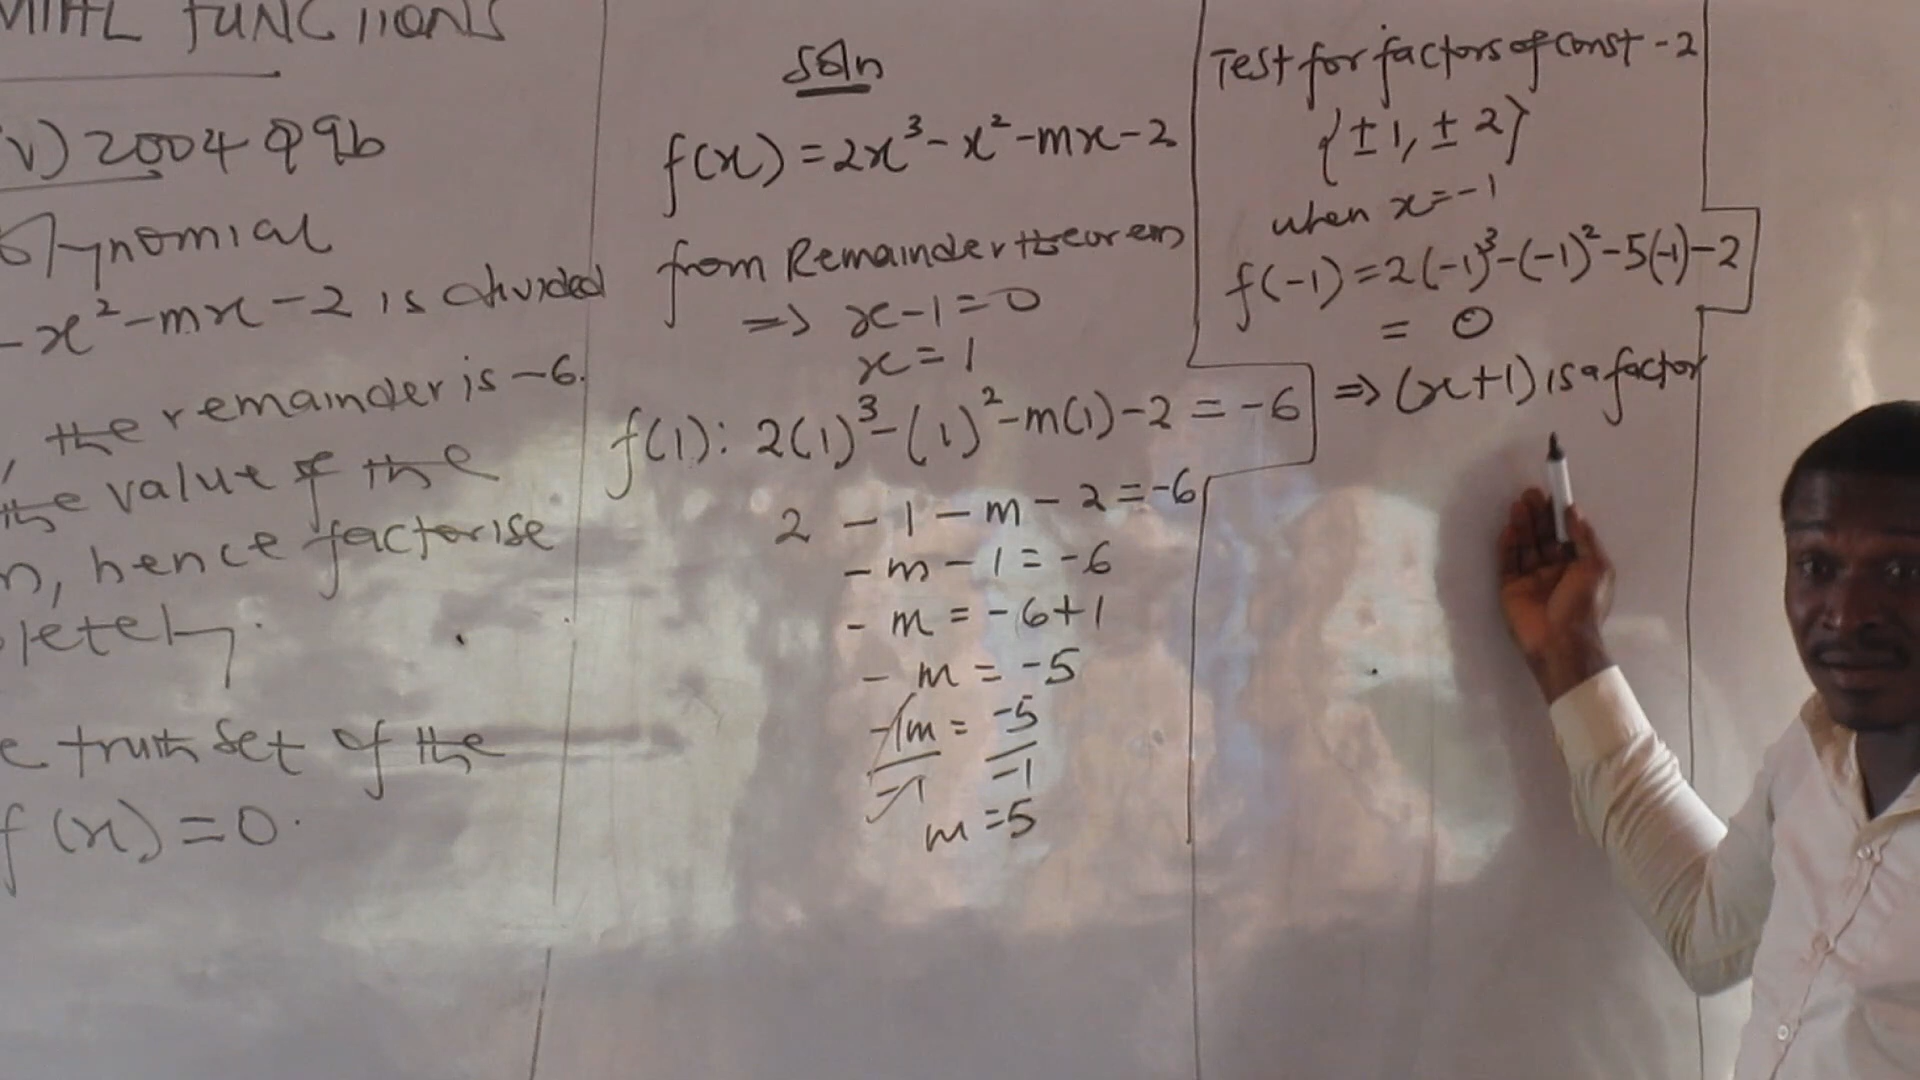 FUNCTIONS
V) 2004 Q9b
olynomial
- x² - mx - 2 is divided
, the remainder is -6.
the value of the
n, hence factorise
pletely.
e truth set of the
f(x) = 0.
Soln
f(x) = 2x³ - x² - mx - 2
from Remainder theorem
⇒ x - 1 = 0
x = 1
f(1): 2(1)³ - (1)² - m(1) - 2 = -6
2 - 1 - m - 2 = -6
- m - 1 = -6
- m = -6 + 1
- m = -5
-1m = -5
-1 -1
m = 5
Test for factors of const -2
{±1, ±2}
when x = -1
f(-1) = 2(-1)³ - (-1)² - 5(-1) - 2
= 0
⇒ (x+1) is a factor